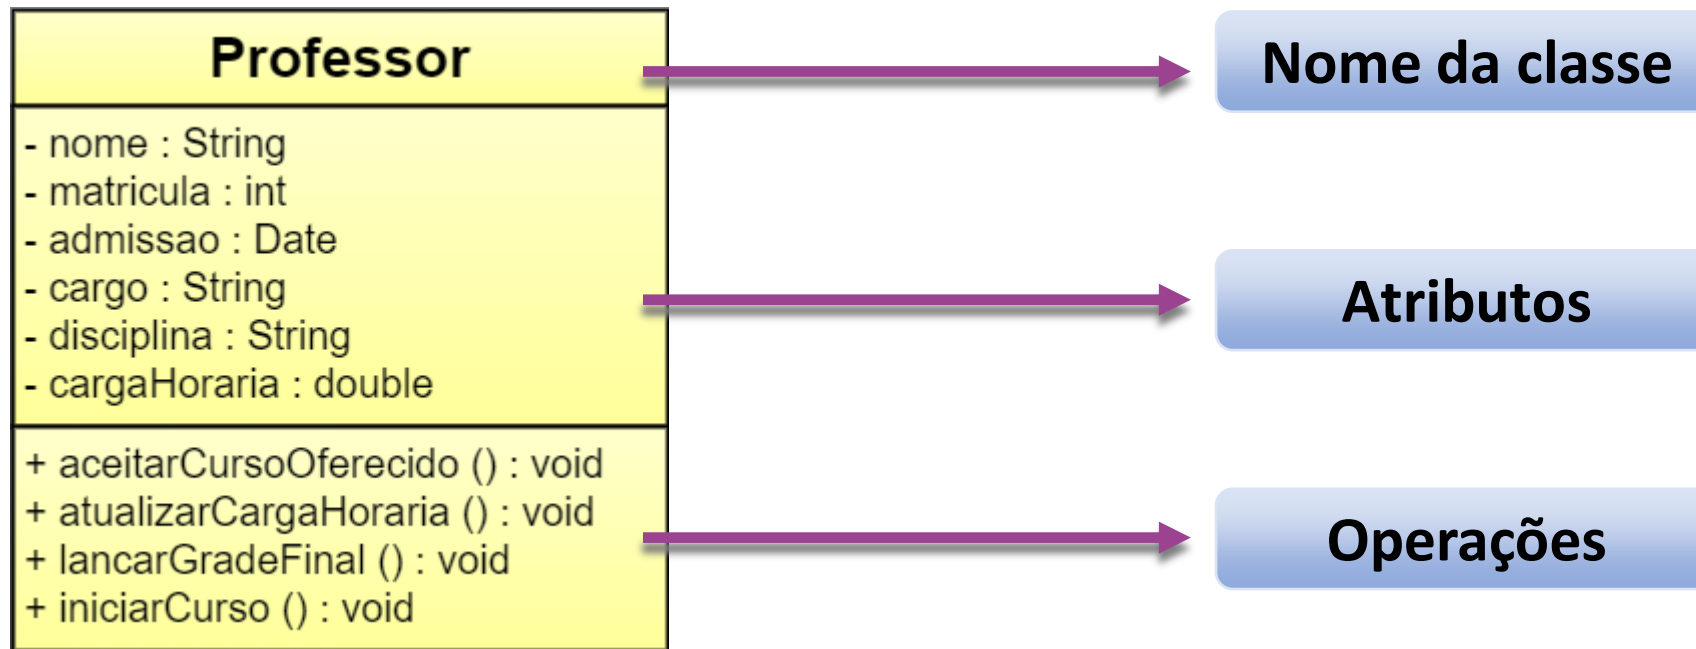 Professor
Nome da classe
- nome : String
- matricula : int
- admissao : Date
- cargo : String
- disciplina : String
- cargaHoraria : double
Atributos
+ aceitarCursoOferecido () : void
+ atualizarCargaHoraria () : void
+ lancarGradeFinal () : void
+ iniciarCurso () : void
Operações